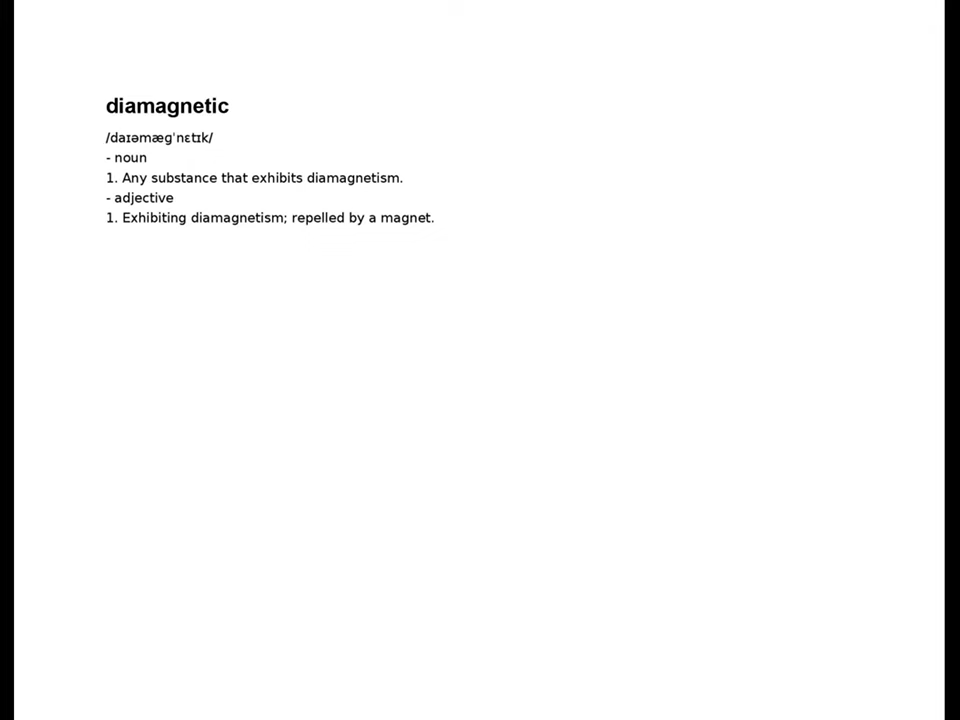 diamagnetic
/daɪəmæɡˈnɛtɪk/
- noun
1. Any substance that exhibits diamagnetism.
- adjective
1. Exhibiting diamagnetism; repelled by a magnet.